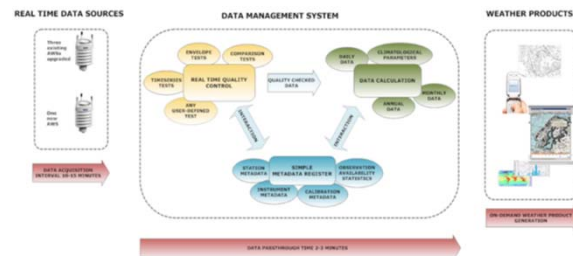 REAL TIME DATA SOURCES
DATA MANAGEMENT SYSTEM
WEATHER PRODUCTS
Three
existing
AWSs
upgraded
One
new
AWS
DATA ACQUISITION
INTERVAL 10-15 MINUTES
ENVELOPE
TESTS
COMPARISON
TESTS
TIMESERIES
TESTS
REAL TIME QUALITY
CONTROL
ANY
USER-DEFINED
TEST
QUALITY CHECKED
DATA
DAILY
DATA
CLIMATOLOGICAL
PARAMETERS
DATA CALCULATION
MONTHLY
DATA
ANNUAL
DATA
INTERACTION
INTERACTION
STATION
METADATA
SIMPLE
METADATA REGISTER
OBSERVATION
AVAILABILITY
STATISTICS
INSTRUMENT
METADATA
CALIBRATION
METADATA
ON-DEMAND WEATHER PRODUCT
GENERATION
DATA PASSTHROUGH TIME 2-3 MINUTES